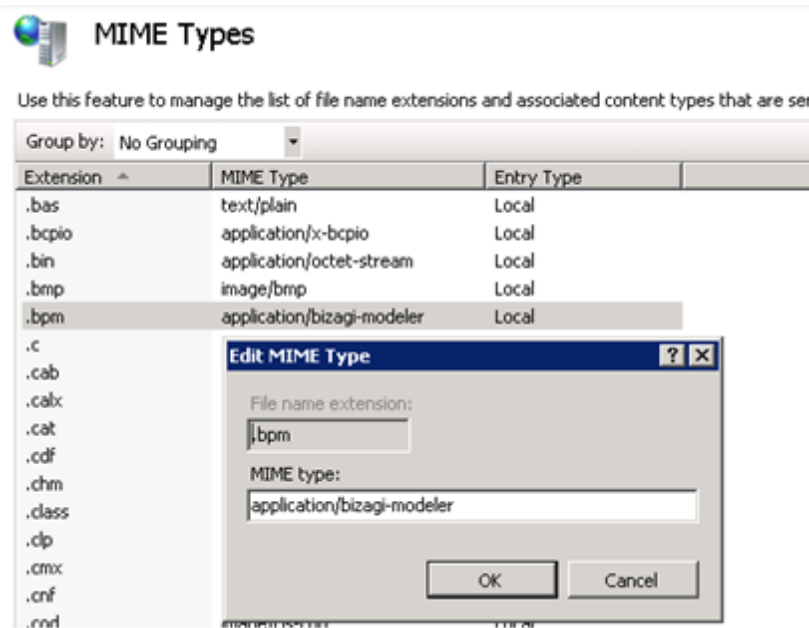 MIME Types
Use this feature to manage the list of file name extensions and associated content types that are
Group by: No Grouping
Extension MIME Type Entry Type
.bas text/plain Local
.bcpio application/x-bcpio Local
.bin application/octet-stream Local
.bmp image/bmp Local
.bpm application/bizagi-modeler Local
.c
.cab
.calx
.cat
.cdf
.chm
.class
.clp
.cmx
.cnf
.cod
Edit MIME Type
File name extension:
.bpm
MIME type:
application/bizagi-modeler
OK Cancel